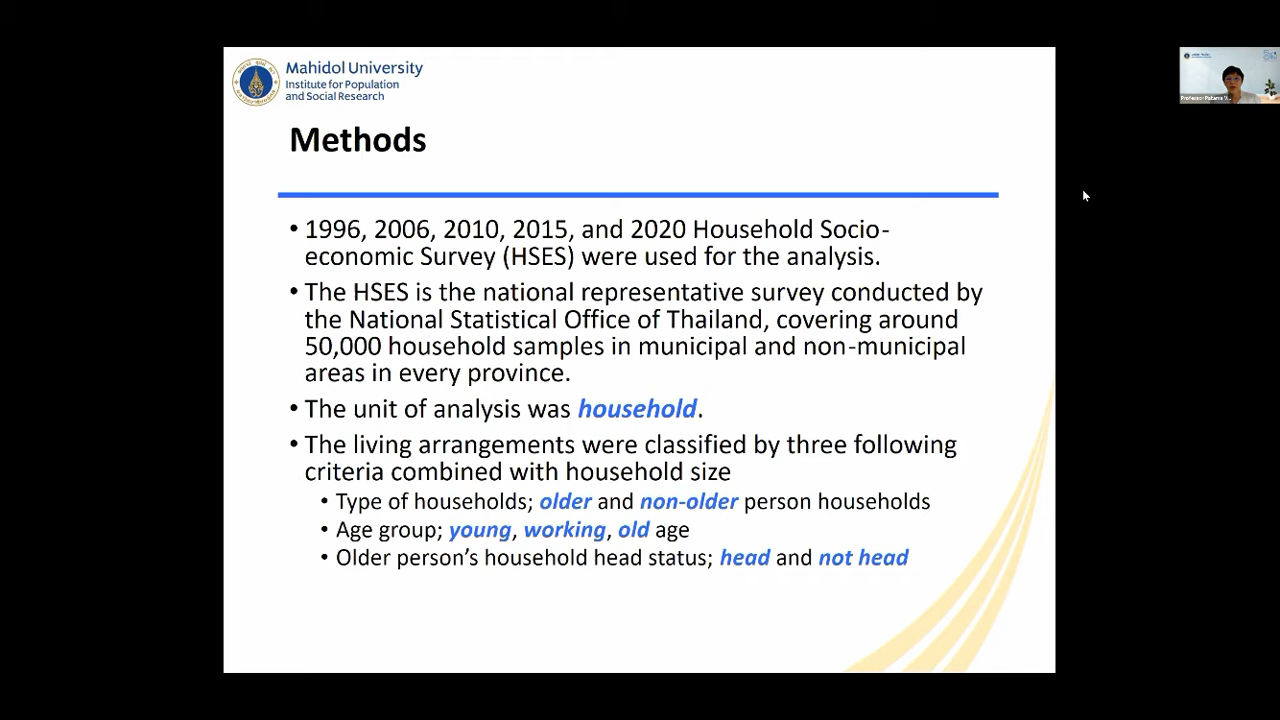 Mahidol University
Institute for Population
and Social Research
Methods
• 1996, 2006, 2010, 2015, and 2020 Household Socio-
economic Survey (HSES) were used for the analysis.
• The HSES is the national representative survey conducted by
the National Statistical Office of Thailand, covering around
50,000 household samples in municipal and non-municipal
areas in every province.
• The unit of analysis was household.
• The living arrangements were classified by three following
criteria combined with household size
• Type of households; older and non-older person households
• Age group; young, working, old age
• Older person's household head status; head and not head
Professor Patama V...